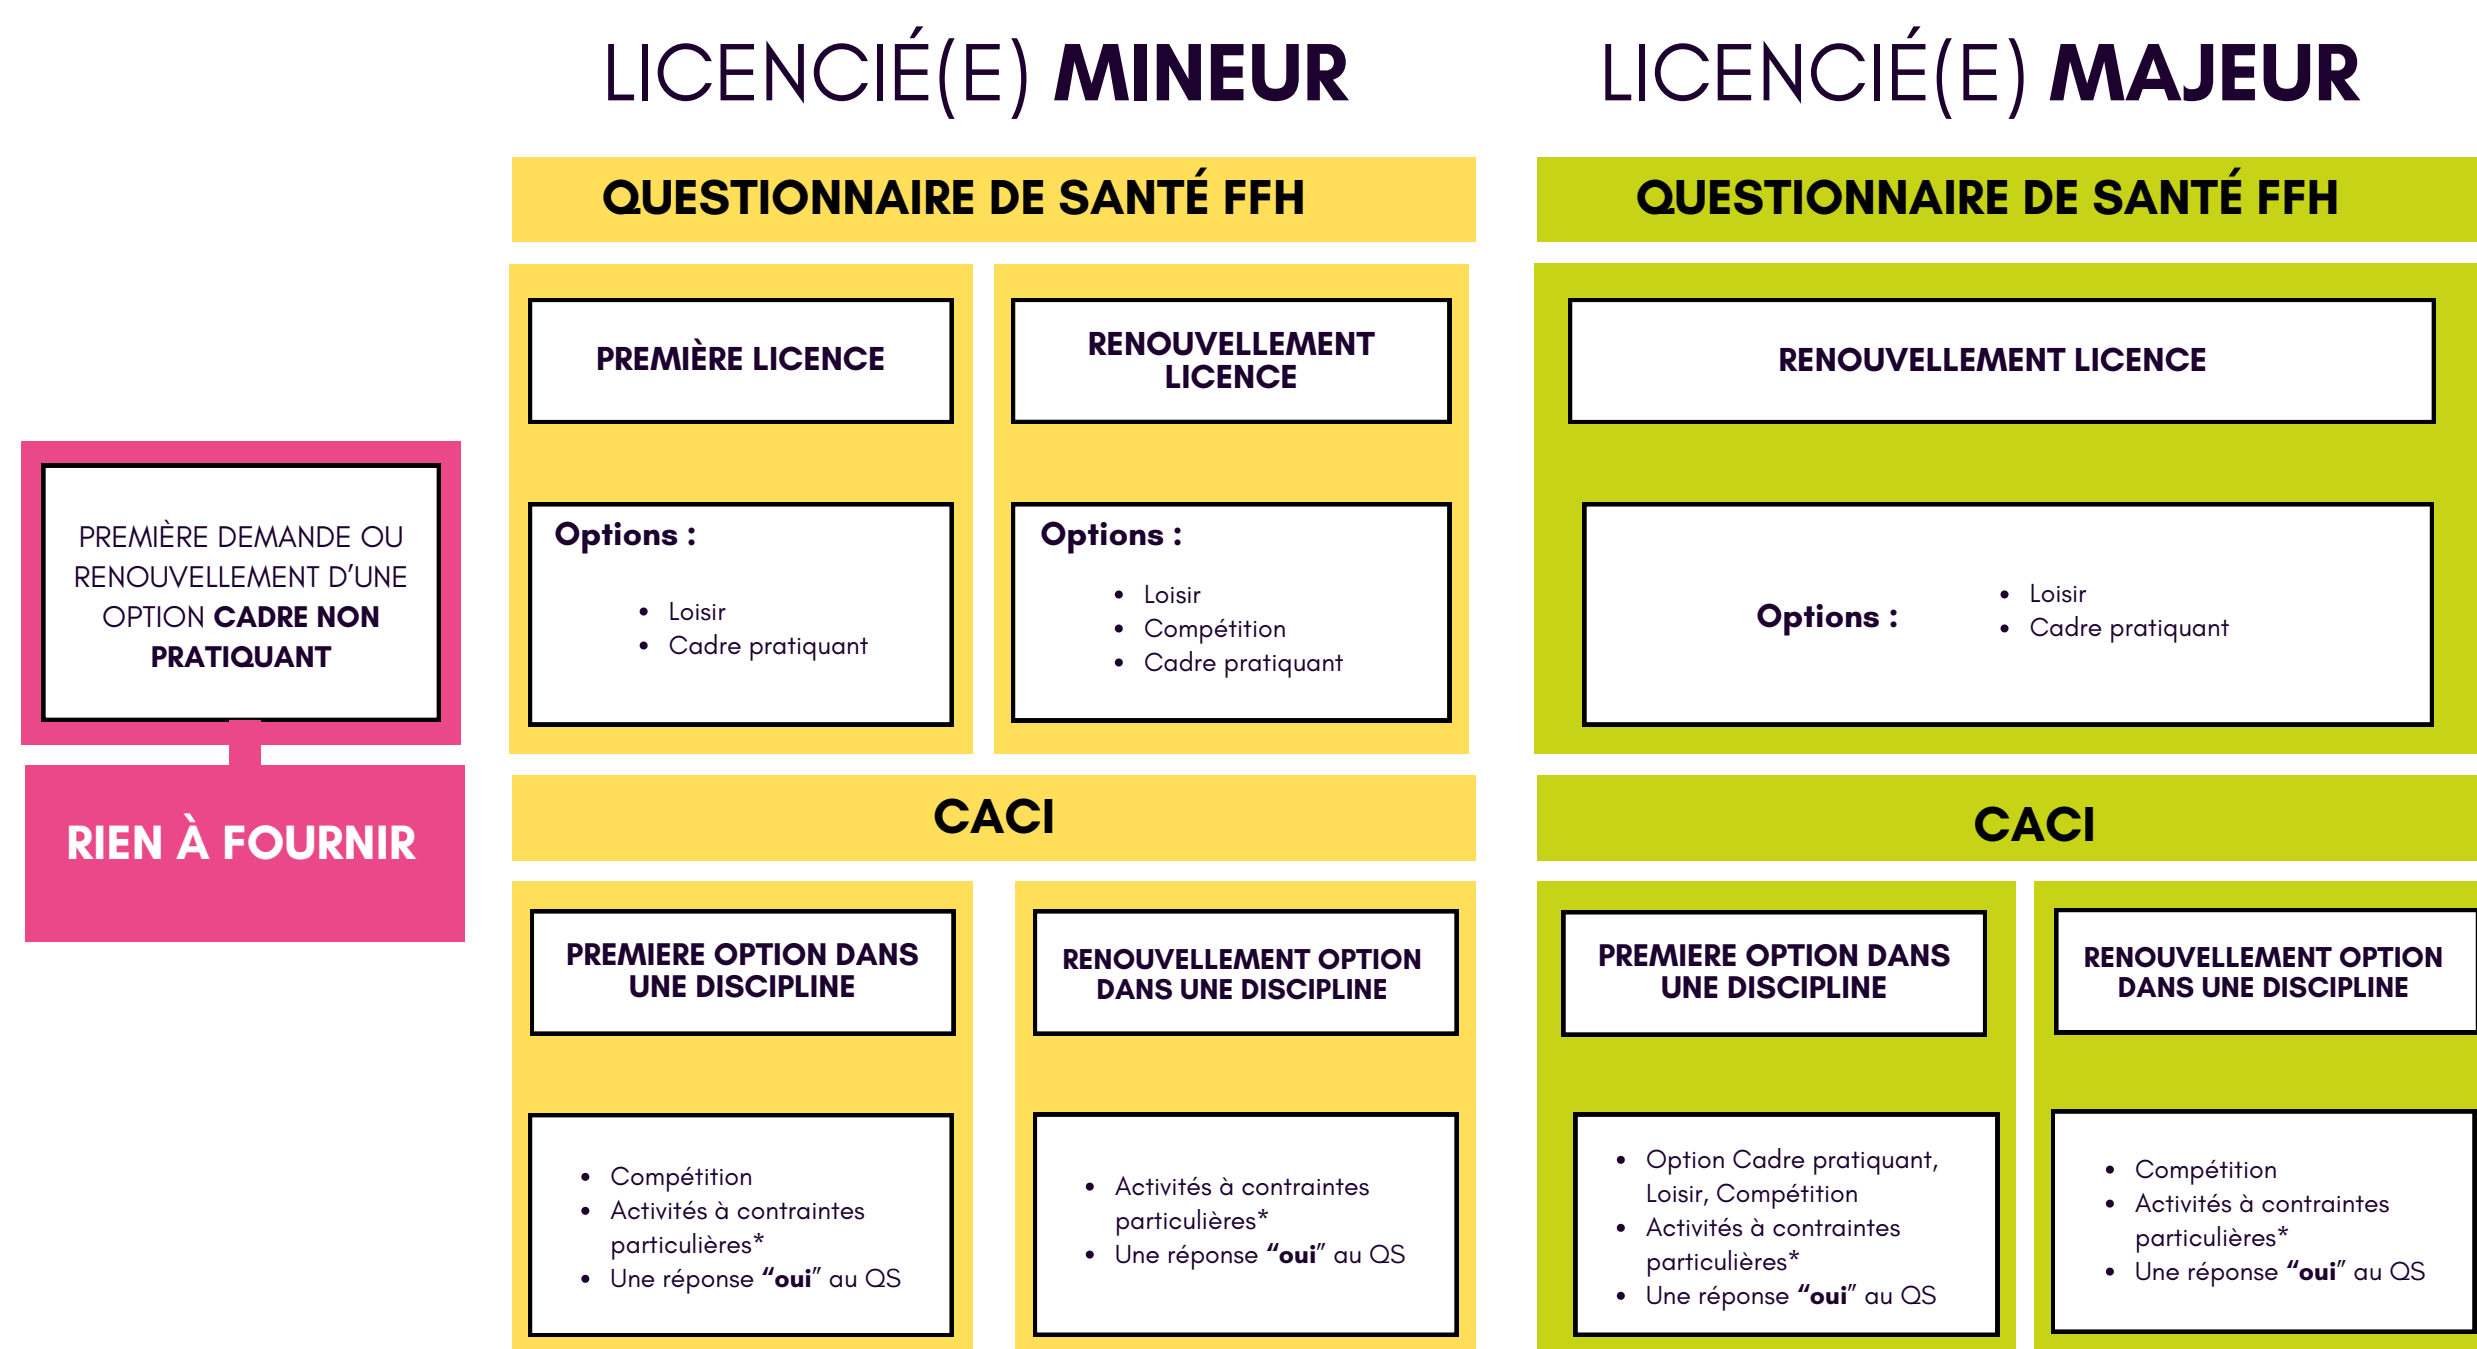 LICENCIÉ(E) MINEUR
LICENCIÉ(E) MAJEUR
QUESTIONNAIRE DE SANTÉ FFH
QUESTIONNAIRE DE SANTÉ FFH
PREMIÈRE LICENCE
RENOUVELLEMENT
LICENCE
RENOUVELLEMENT LICENCE
PREMIÈRE DEMANDE OU
RENOUVELLEMENT D’UNE
OPTION CADRE NON
PRATIQUANT
RIEN À FOURNIR
Options :
• Loisir
• Cadre pratiquant
Options :
• Loisir
• Compétition
• Cadre pratiquant
Options :
• Loisir
• Cadre pratiquant
CACI
CACI
PREMIERE OPTION DANS
UNE DISCIPLINE
RENOUVELLEMENT OPTION
DANS UNE DISCIPLINE
PREMIERE OPTION DANS
UNE DISCIPLINE
RENOUVELLEMENT OPTION
DANS UNE DISCIPLINE
• Compétition
• Activités à contraintes
particulières*
• Une réponse “oui” au QS
• Activités à contraintes
particulières*
• Une réponse “oui” au QS
• Option Cadre pratiquant,
Loisir, Compétition
• Activités à contraintes
particulières*
• Une réponse “oui” au QS
• Compétition
• Activités à contraintes
particulières*
• Une réponse “oui” au QS